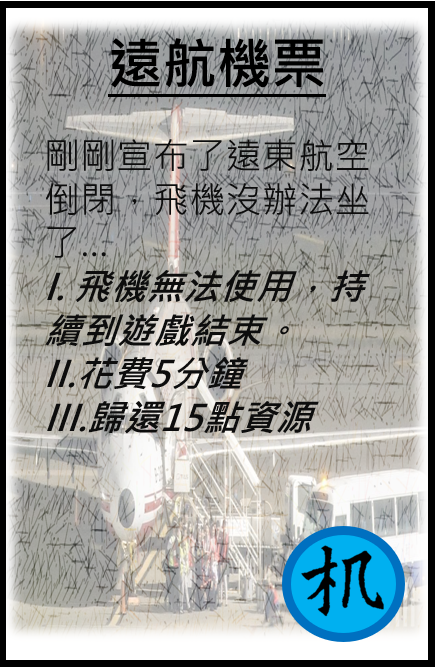 遠航機票
剛剛宣布了遠東航空
倒閉，飛機沒辦法坐
了...
I. 飛機無法使用，持
續到遊戲結束。
II.花費5分鐘
III.歸還15點資源
机